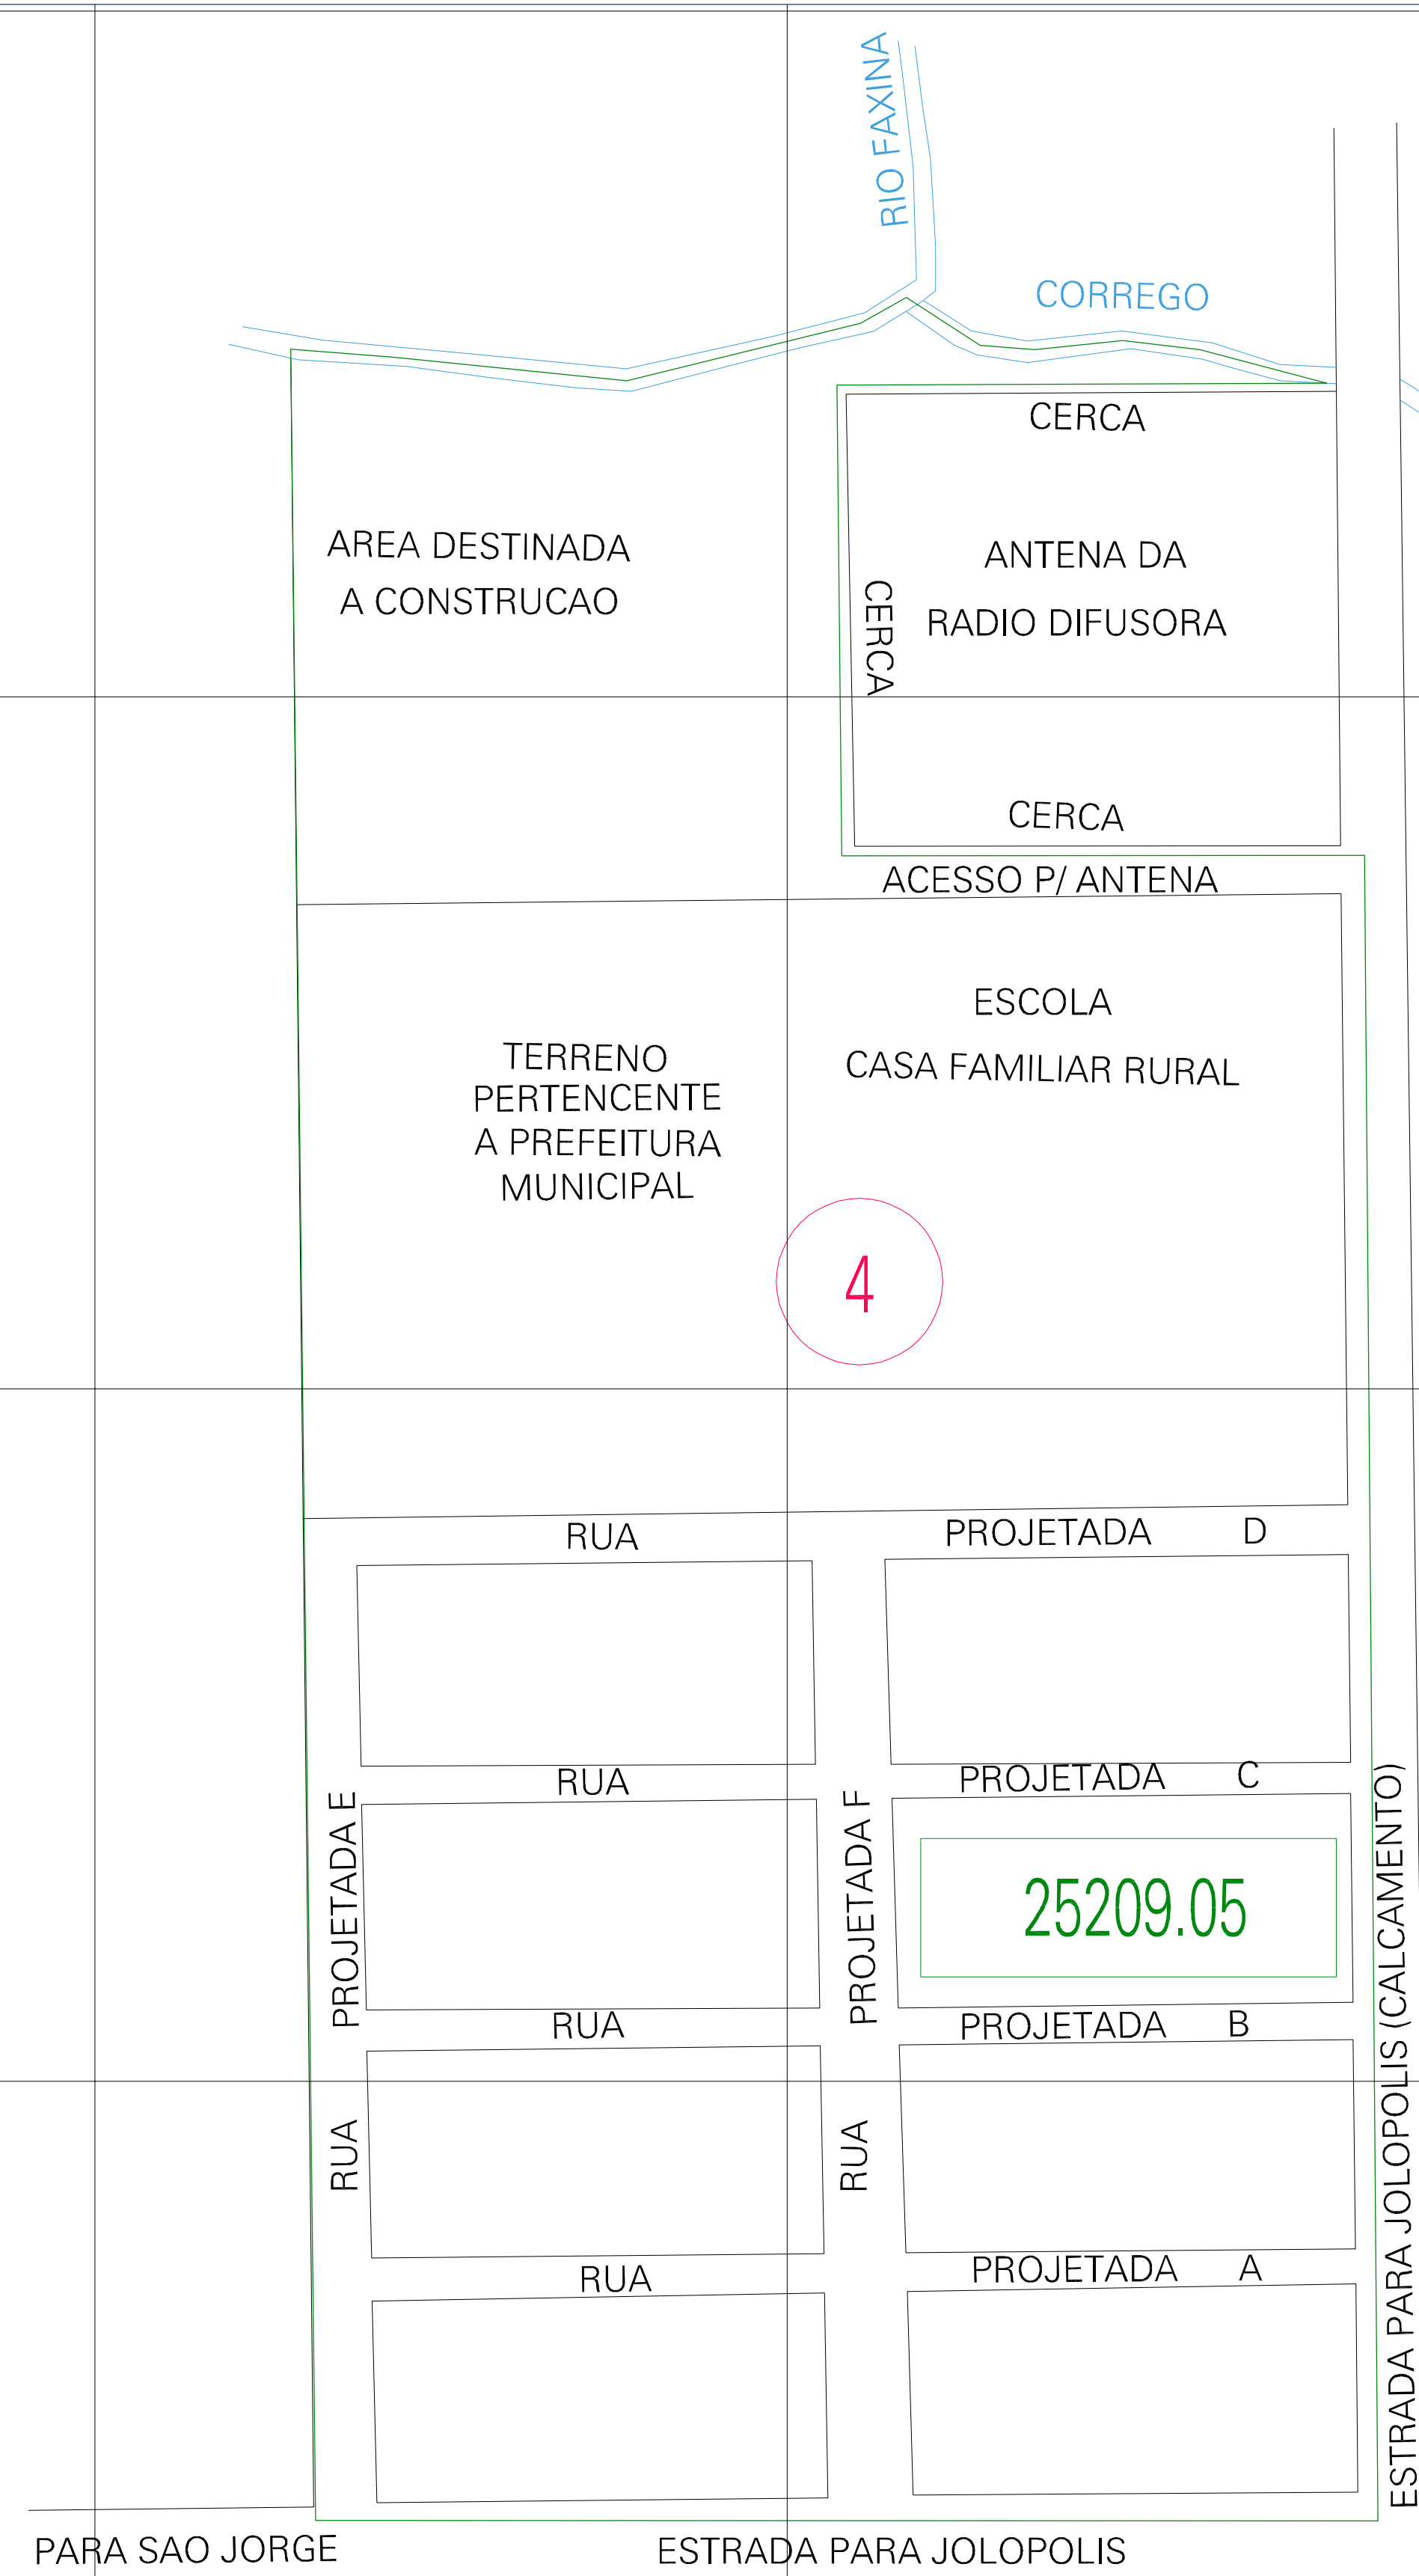 RIO FAXINA
CORREGO
CERCA
AREA DESTINADA
A CONSTRUCAO
ANTENA DA
RADIO DIFUSORA
CERCA
CERCA
ACESSO P/ ANTENA
ESCOLA
CASA FAMILIAR RURAL
TERRENO
PERTENCENTE
A PREFEITURA
MUNICIPAL
4
RUA PROJETADA D
RUA PROJETADA C
25209.05
RUA PROJETADA B
RUA PROJETADA E
RUA PROJETADA F
RUA PROJETADA A
ESTRADA PARA JOLOPOLIS (CALCAMENTO)
PARA SAO JORGE
ESTRADA PARA JOLOPOLIS